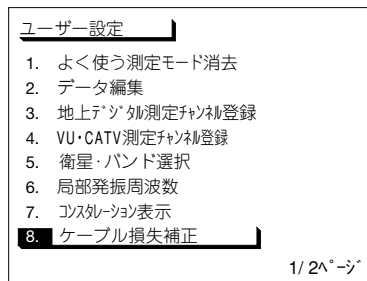 ユーザー設定
1. よく使う測定モード消去
2. データ編集
3. 地上ﾃﾞｼﾞﾀﾙ測定ﾁｬﾝﾈﾙ登録
4. VU・CATV測定ﾁｬﾝﾈﾙ登録
5. 衛星・バンド選択
6. 局部発振周波数
7. ｺﾝｽﾀﾚｰｼｮﾝ表示
8. ケーブル損失補正
1/2ﾍﾟｰｼﾞ